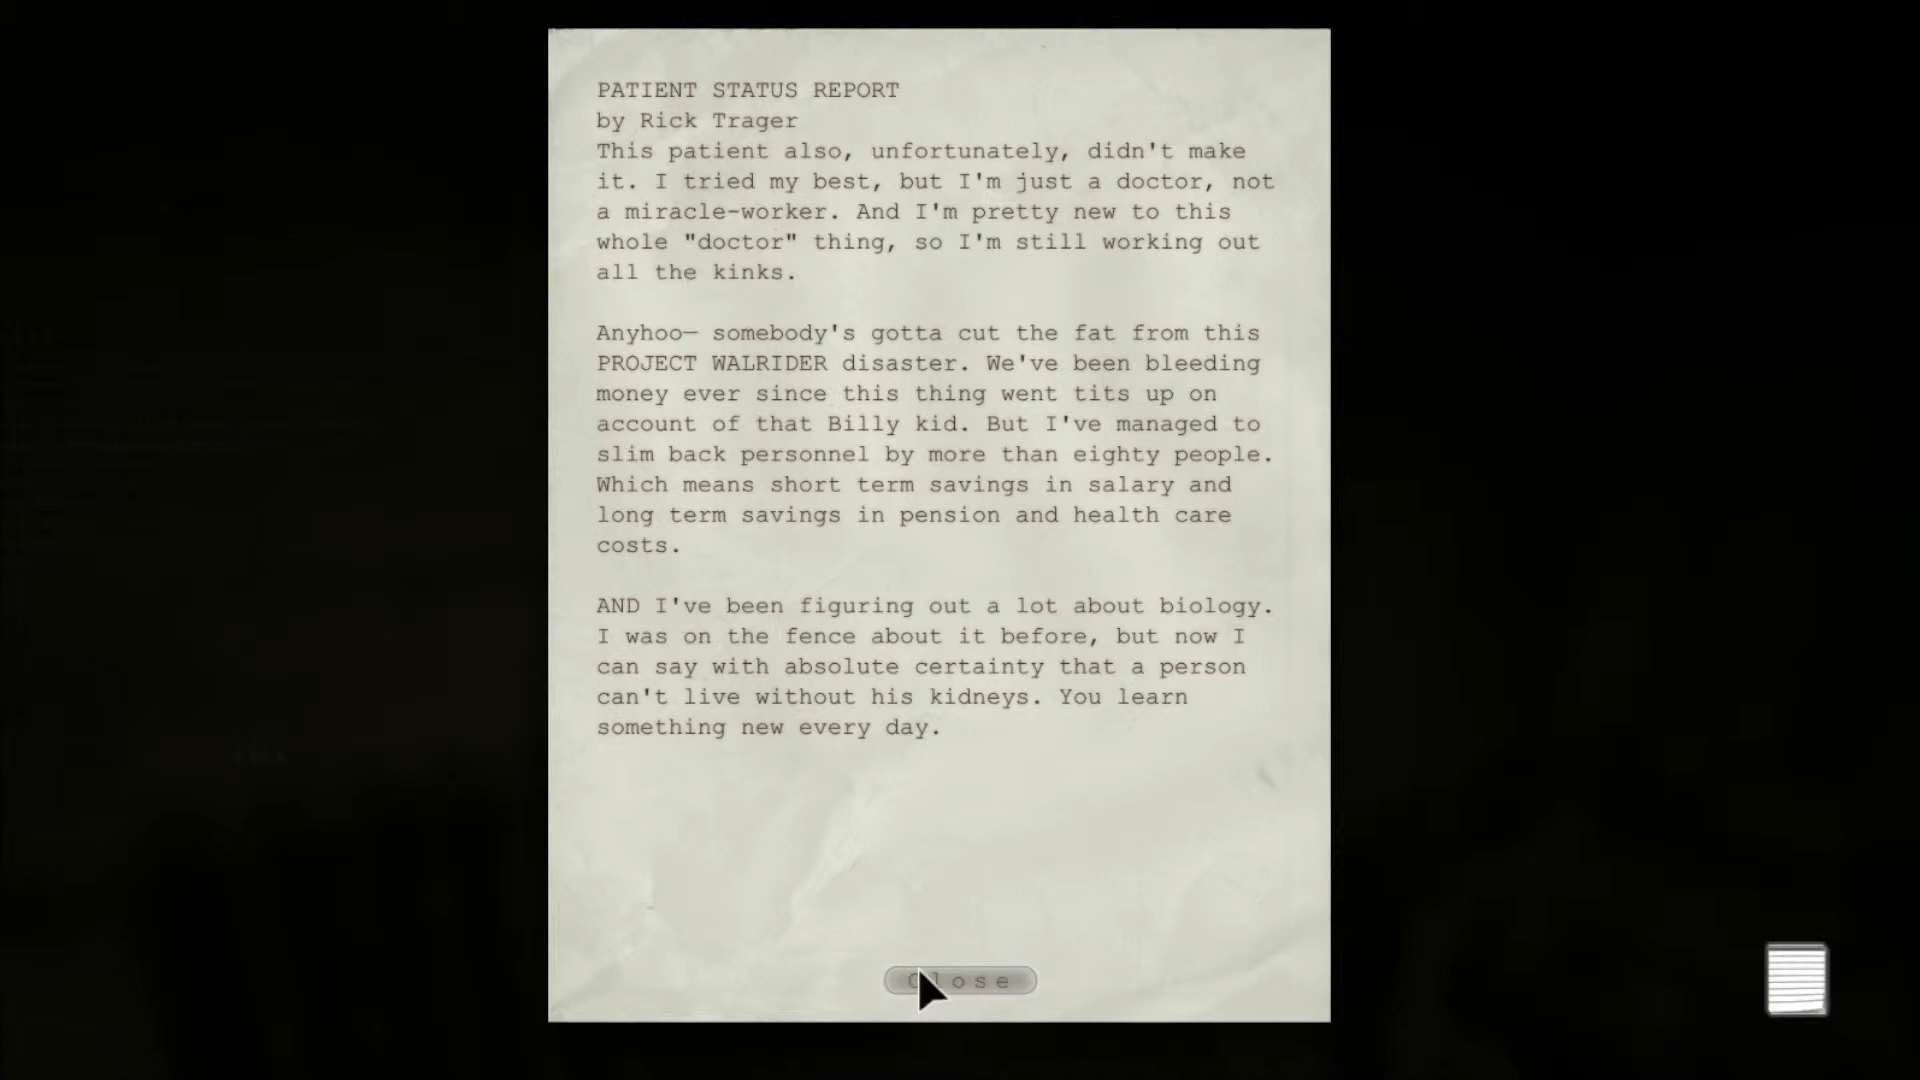 PATIENT STATUS REPORT
by Rick Trager
This patient also, unfortunately, didn't make
it. I tried my best, but I'm just a doctor, not
a miracle-worker. And I'm pretty new to this
whole "doctor" thing, so I'm still working out
all the kinks.
Anyhoo— somebody's gotta cut the fat from this
PROJECT WALRIDER disaster. We've been bleeding
money ever since this thing went tits up on
account of that Billy kid. But I've managed to
slim back personnel by more than eighty people.
Which means short term savings in salary and
long term savings in pension and health care
costs.
AND I've been figuring out a lot about biology.
I was on the fence about it before, but now I
can say with absolute certainty that a person
can't live without his kidneys. You learn
something new every day.
Close